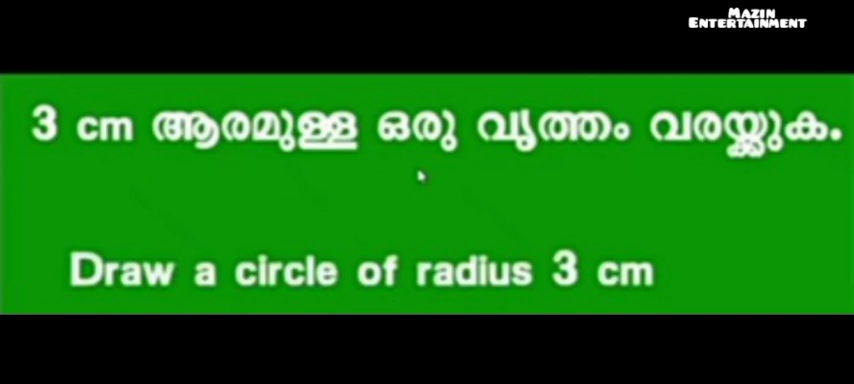 Mazin
Entertainment
3 cm ആരമുള്ള ഒരു വൃത്തം വരയ്ക്കുക.
Draw a circle of radius 3 cm